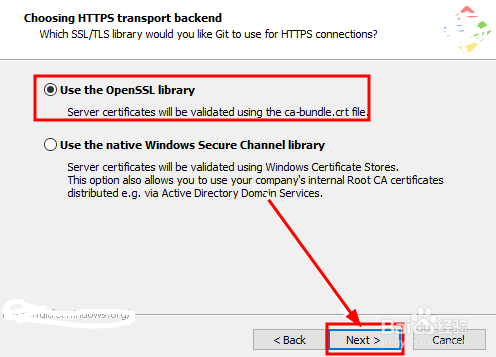 Choosing HTTPS transport backend
Which SSL/TLS library would you like Git to use for HTTPS connections?
Use the OpenSSL library
Server certificates will be validated using the ca-bundle.crt file.
Use the native Windows Secure Channel library
Server certificates will be validated using Windows Certificate Stores.
This option also allows you to use your company's internal Root CA certificates
distributed e.g. via Active Directory Domain Services.
< Back
Next >
Cancel